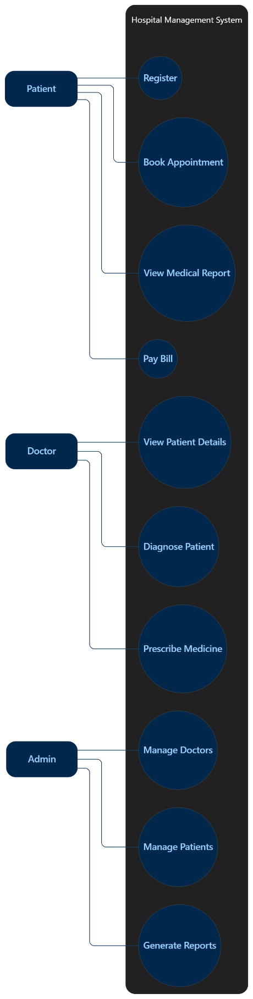 Hospital Management System
Register
Patient
Book Appointment
View Medical Report
Pay Bill
View Patient Details
Doctor
Diagnose Patient
Prescribe Medicine
Manage Doctors
Admin
Manage Patients
Generate Reports